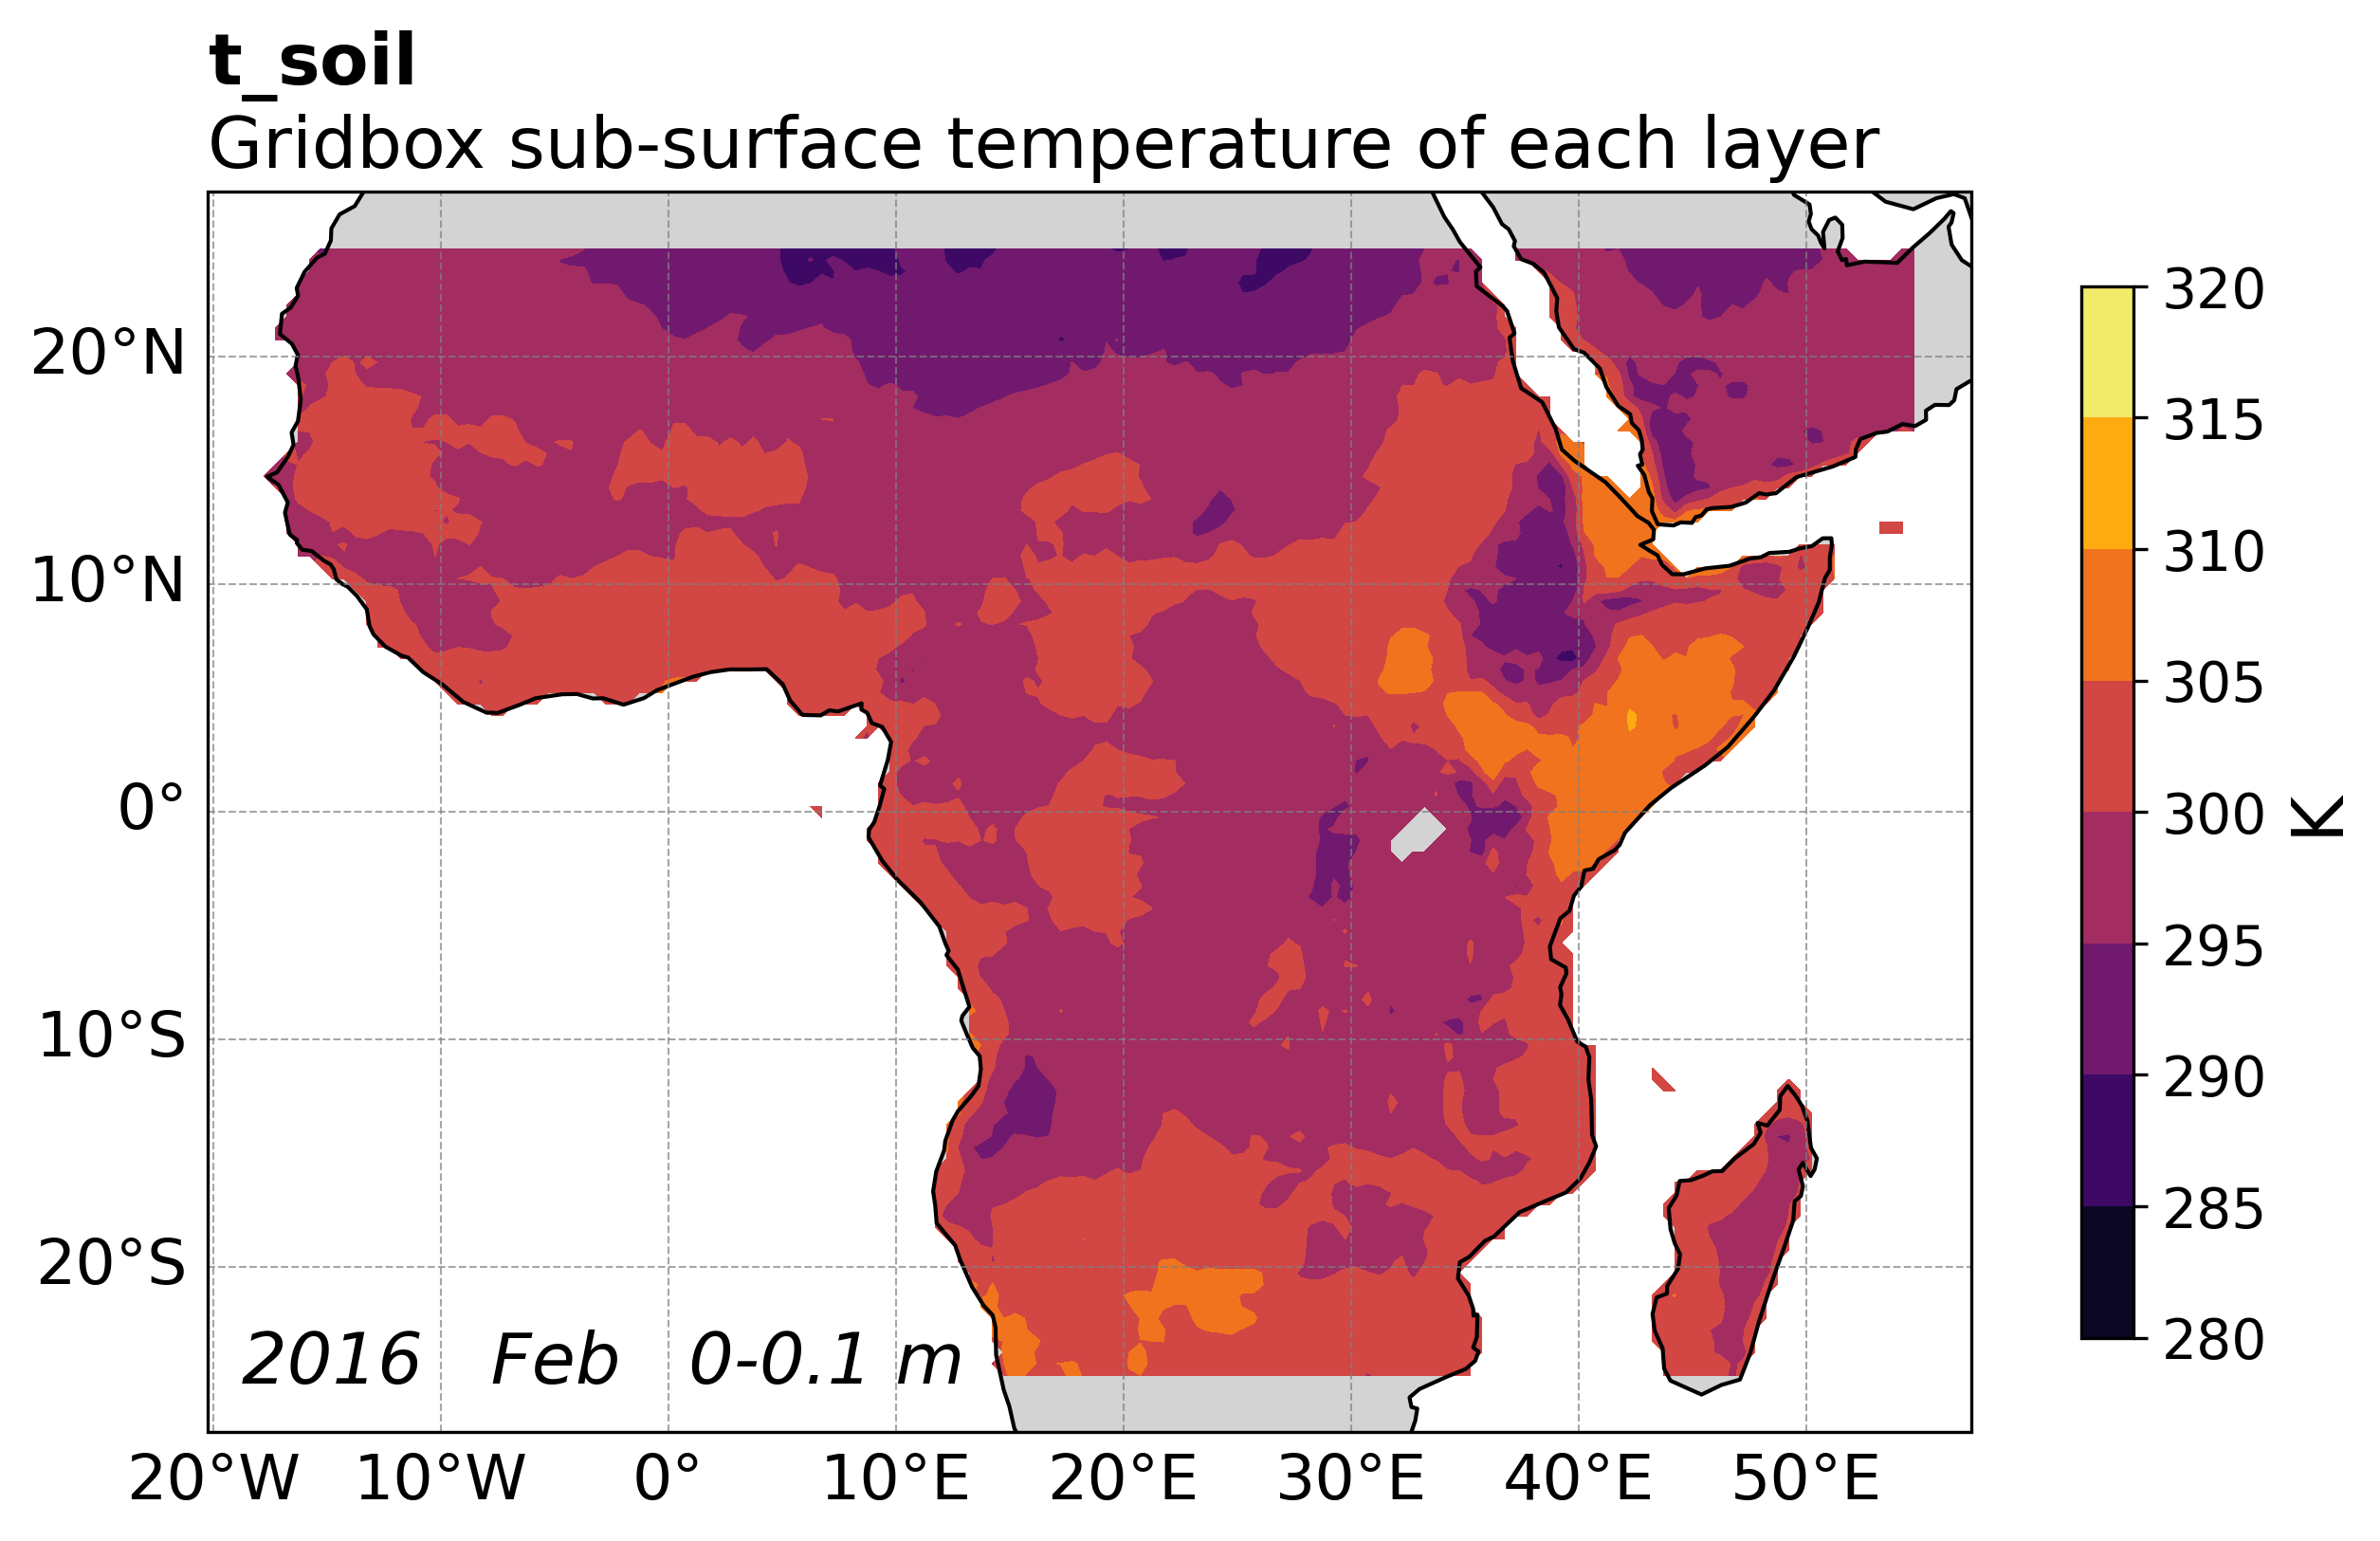 t_soil
Gridbox sub-surface temperature of each layer
20°N
10°N
0°
10°S
20°S
2016 Feb 0-0.1 m
20°W 10°W 0° 10°E 20°E 30°E 40°E 50°E
320
315
310
305
300
295
290
285
280
K